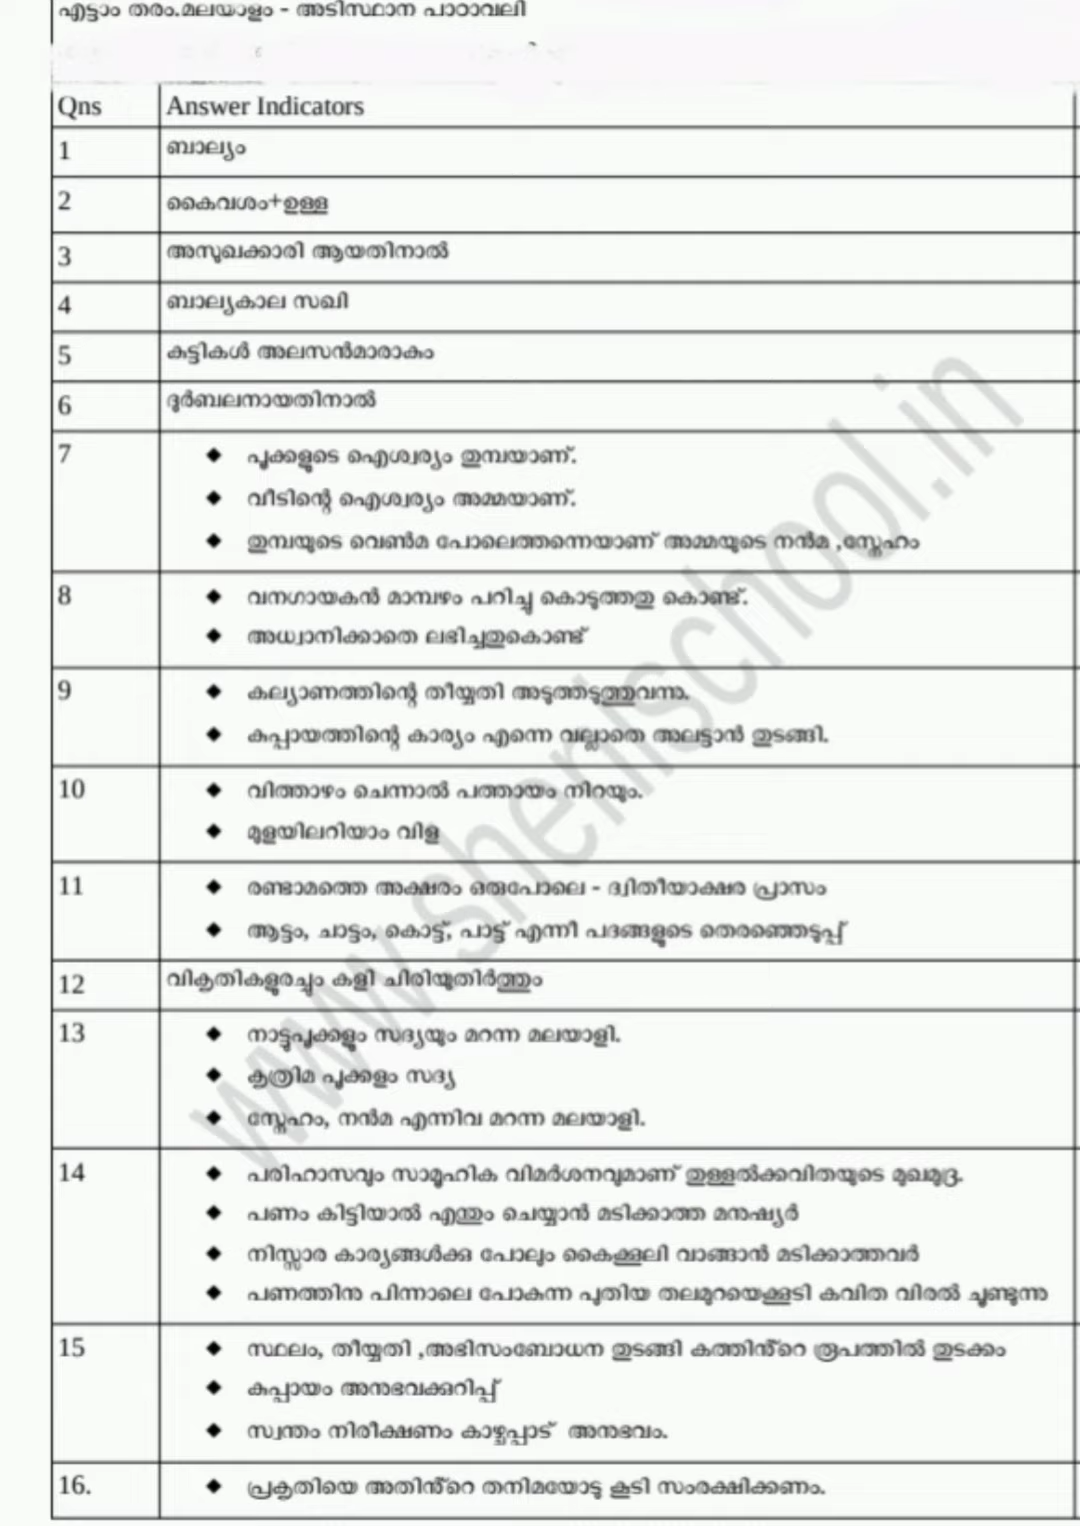 എട്ടാം തരം.മലയാളം - അടിസ്ഥാന പാഠാവലി
Qns Answer Indicators
1 ബാല്യം
2 കൈവശം+ഉള്ള
3 അസുഖക്കാരി ആയതിനാൽ
4 ബാല്യകാല സഖി
5 കുട്ടികൾ അലസൻമാരാകും
6 ദുർബലനായതിനാൽ
7 ◆ പൂക്കളുടെ ഐശ്വര്യം തുമ്പയാണ്.
◆ വീടിന്റെ ഐശ്വര്യം അമ്മയാണ്.
◆ തുമ്പയുടെ വെൺമ പോലെത്തന്നെയാണ് അമ്മയുടെ നൻമ ,സ്നേഹം
8 ◆ വനഗായകൻ മാമ്പഴം പറിച്ചു കൊടുത്തതു കൊണ്ട്.
◆ അധ്വാനിക്കാതെ ലഭിച്ചതുകൊണ്ട്
9 ◆ കല്യാണത്തിന്റെ തീയ്യതി അടുത്തടുത്തുവന്നു.
◆ കുപ്പായത്തിന്റെ കാര്യം എന്നെ വല്ലാതെ അലട്ടാൻ തുടങ്ങി.
10 ◆ വിത്താഴം ചെന്നാൽ പത്തായം നിറയും.
◆ മുളയിലറിയാം വിള
11 ◆ രണ്ടാമത്തെ അക്ഷരം ഒരുപോലെ - ദ്വിതീയാക്ഷര പ്രാസം
◆ ആട്ടം, ചാട്ടം, കൊട്ട്, പാട്ട് എന്നീ പദങ്ങളുടെ തെരഞ്ഞെടുപ്പ്
12 വികൃതികളുരച്ചും കളി ചിരിയുതിർത്തും
13 ◆ നാട്ടുപൂക്കളും സദ്യയും മറന്ന മലയാളി.
◆ കൃത്രിമ പൂക്കളം സദ്യ
◆ സ്നേഹം, നൻമ എന്നിവ മറന്ന മലയാളി.
14 ◆ പരിഹാസവും സാമൂഹിക വിമർശനവുമാണ് തുള്ളൽക്കവിതയുടെ മുഖമുദ്ര.
◆ പണം കിട്ടിയാൽ എന്തും ചെയ്യാൻ മടിക്കാത്ത മനുഷ്യർ
◆ നിസ്സാര കാര്യങ്ങൾക്കു പോലും കൈക്കൂലി വാങ്ങാൻ മടിക്കാത്തവർ
◆ പണത്തിനു പിന്നാലെ പോകുന്ന പുതിയ തലമുറയെക്കൂടി കവിത വിരൽ ചൂണ്ടുന്നു
15 ◆ സ്ഥലം, തീയ്യതി ,അഭിസംബോധന തുടങ്ങി കത്തിൻ്റെ രൂപത്തിൽ തുടക്കം
◆ കുപ്പായം അനുഭവക്കുറിപ്പ്
◆ സ്വന്തം നിരീക്ഷണം കാഴ്ചപ്പാട് അനുഭവം.
16. ◆ പ്രകൃതിയെ അതിൻ്റെ തനിമയോടു കൂടി സംരക്ഷിക്കണം.
www.shenischool.in